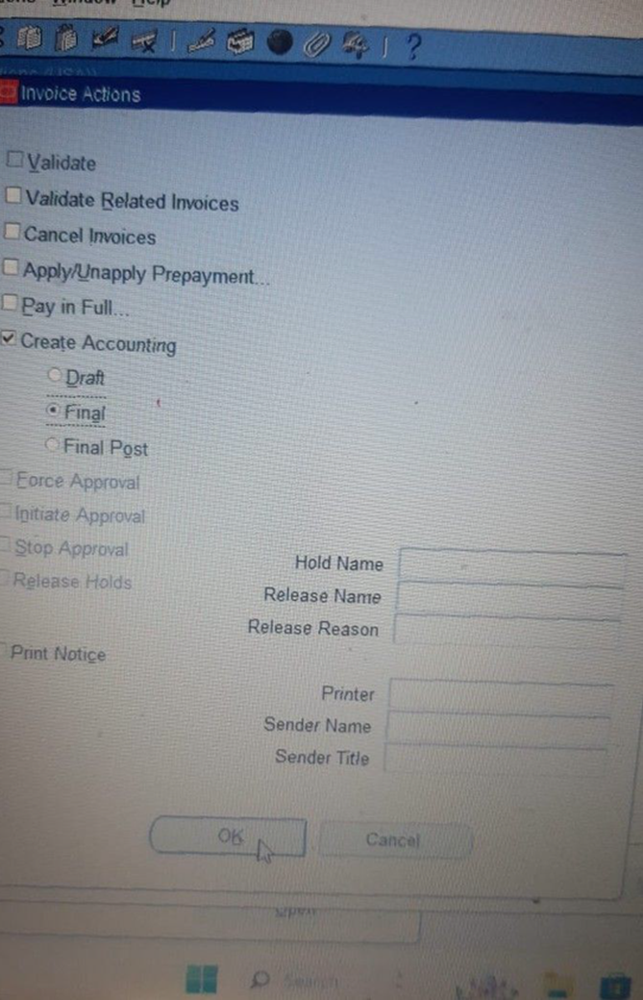 Window Help
?
Invoice Actions
Validate
Validate Related Invoices
Cancel Invoices
Apply/Unapply Prepayment...
Pay in Full...
Create Accounting
Draft
Final
Final Post
Force Approval
Initiate Approval
Stop Approval
Release Holds
Hold Name
Release Name
Release Reason
Print Notice
Printer
Sender Name
Sender Title
OK
Cancel
Search